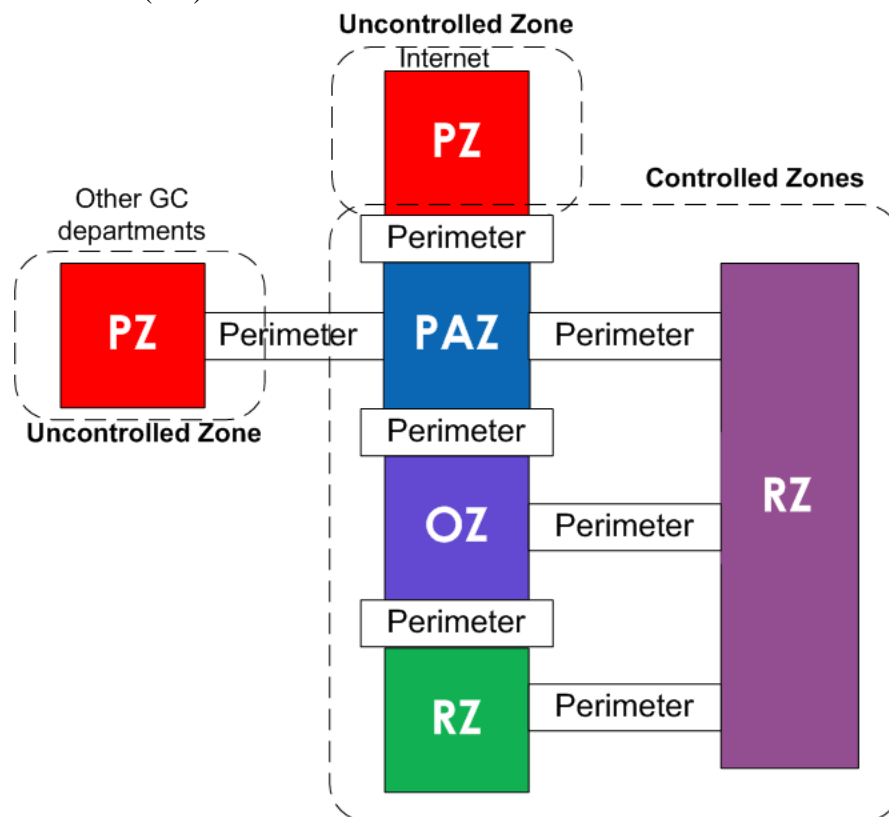 Uncontrolled Zone
Internet
PZ
Controlled Zones
Other GC
departments
Perimeter
PZ
Perimeter
PAZ
Perimeter
Uncontrolled Zone
Perimeter
OZ
Perimeter
RZ
Perimeter
RZ
Perimeter